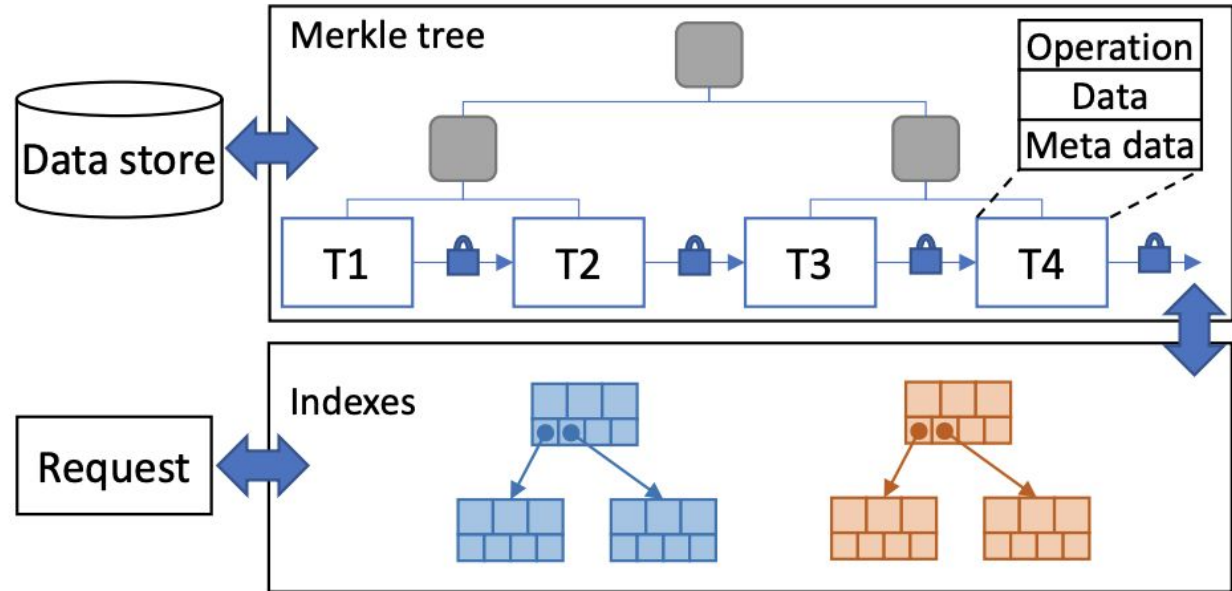 Merkle tree
Operation
Data
Meta data
Data store
T1
T2
T3
T4
Indexes
Request